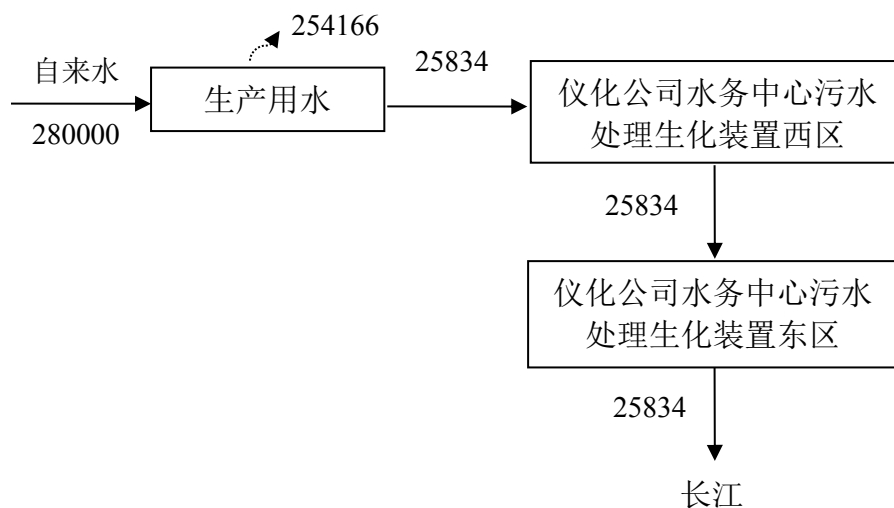 254166
自来水
280000
生产用水
25834
仪化公司水务中心污水
处理生化装置西区
25834
仪化公司水务中心污水
处理生化装置东区
25834
长江